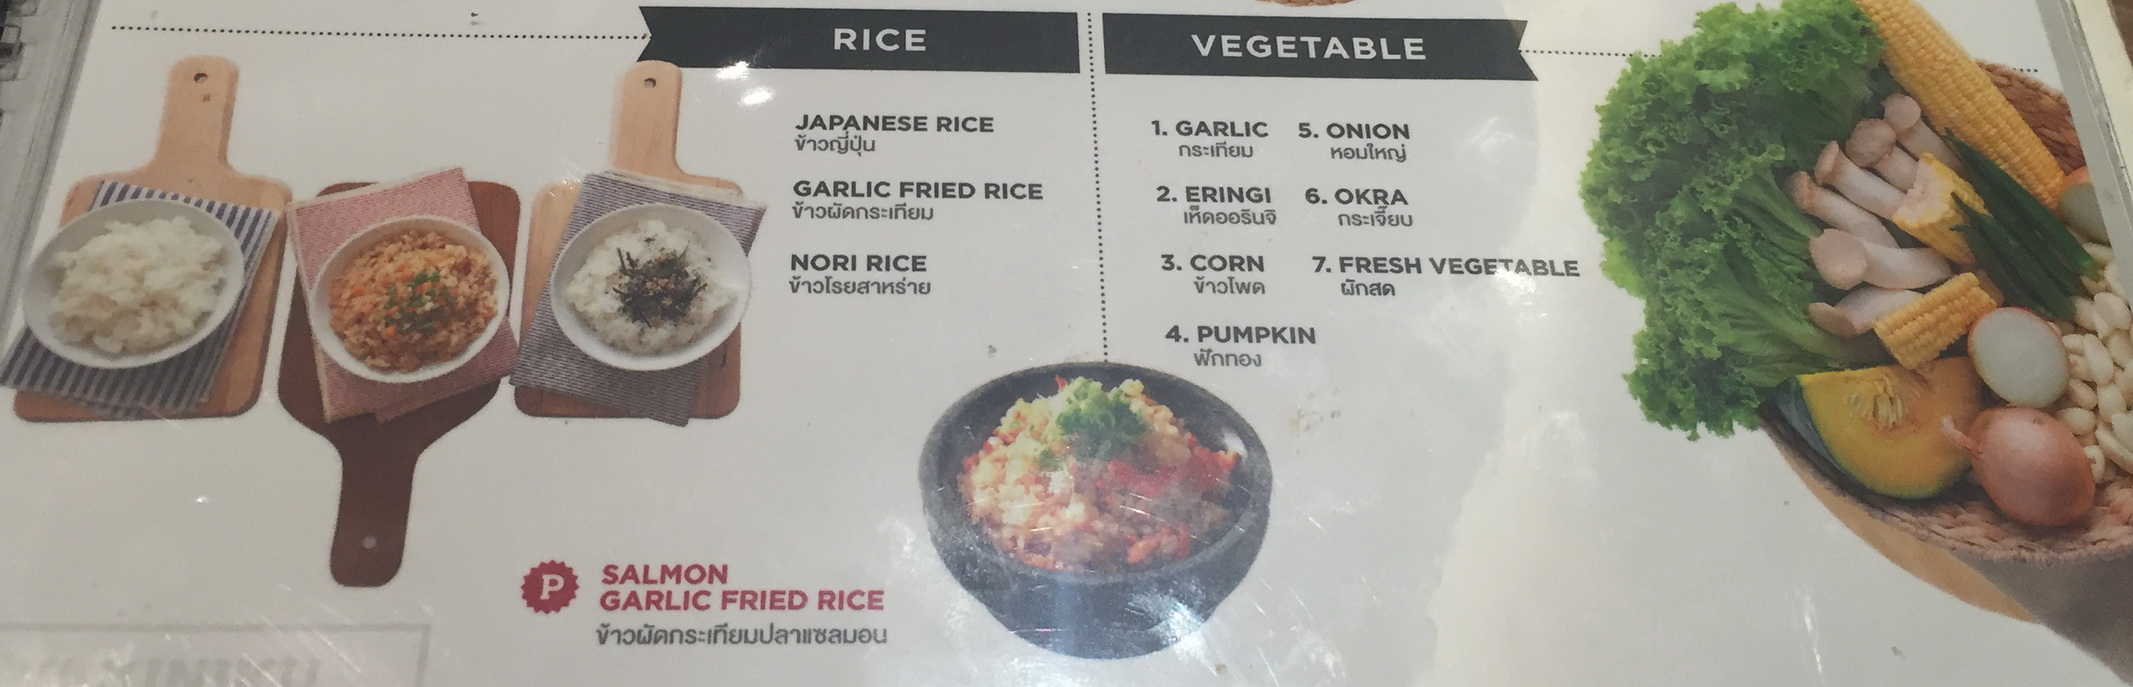 RICE
JAPANESE RICE
ข้าวญี่ปุ่น
GARLIC FRIED RICE
ข้าวผัดกระเทียม
NORI RICE
ข้าวโรยสาหร่าย
VEGETABLE
1. GARLIC
กระเทียม
2. ERINGI
เห็ดออรินจิ
3. CORN
ข้าวโพด
4. PUMPKIN
ฟักทอง
5. ONION
หอมใหญ่
6. OKRA
กระเจี๊ยบ
7. FRESH VEGETABLE
ผักสด
P
SALMON
GARLIC FRIED RICE
ข้าวผัดกระเทียมปลาแซลมอน